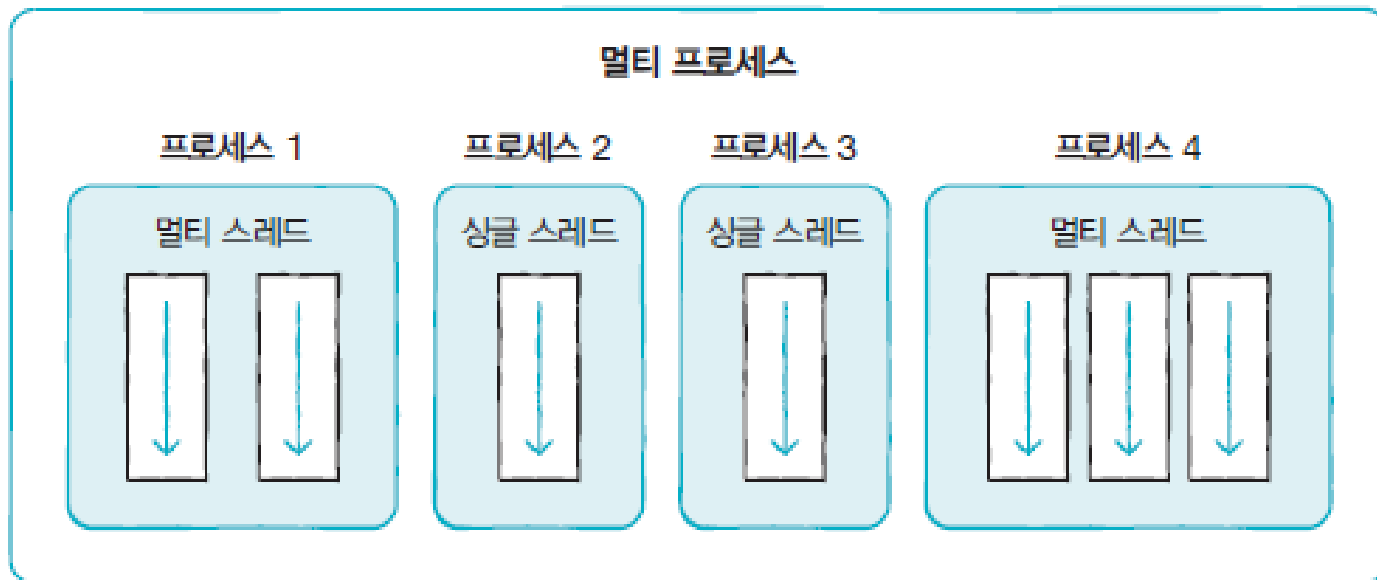 멀티 프로세스
프로세스 1 프로세스 2 프로세스 3 프로세스 4
멀티 스레드 싱글 스레드 싱글 스레드 멀티 스레드